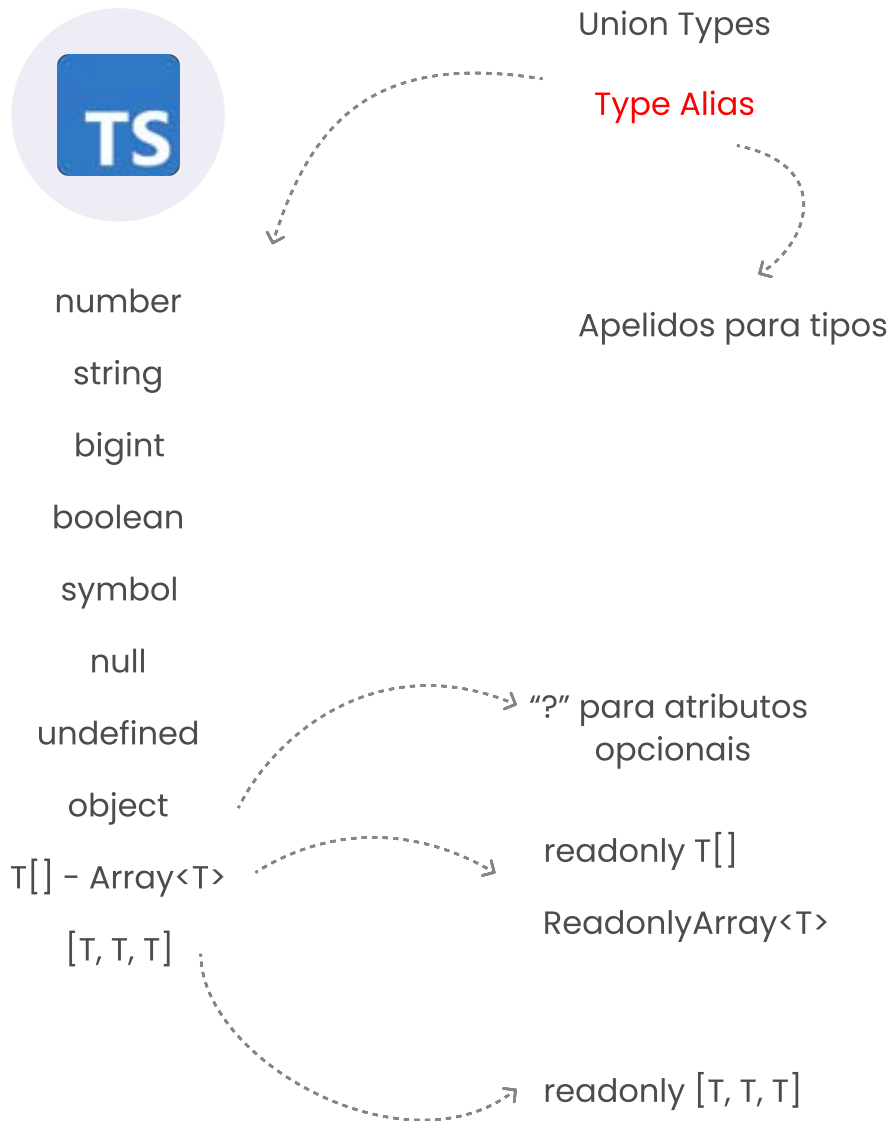 TS
Union Types
Type Alias
Apelidos para tipos
number
string
bigint
boolean
symbol
null
undefined
object
T[] - Array<T>
[T, T, T]
“?” para atributos
opcionais
readonly T[]
ReadonlyArray<T>
readonly [T, T, T]